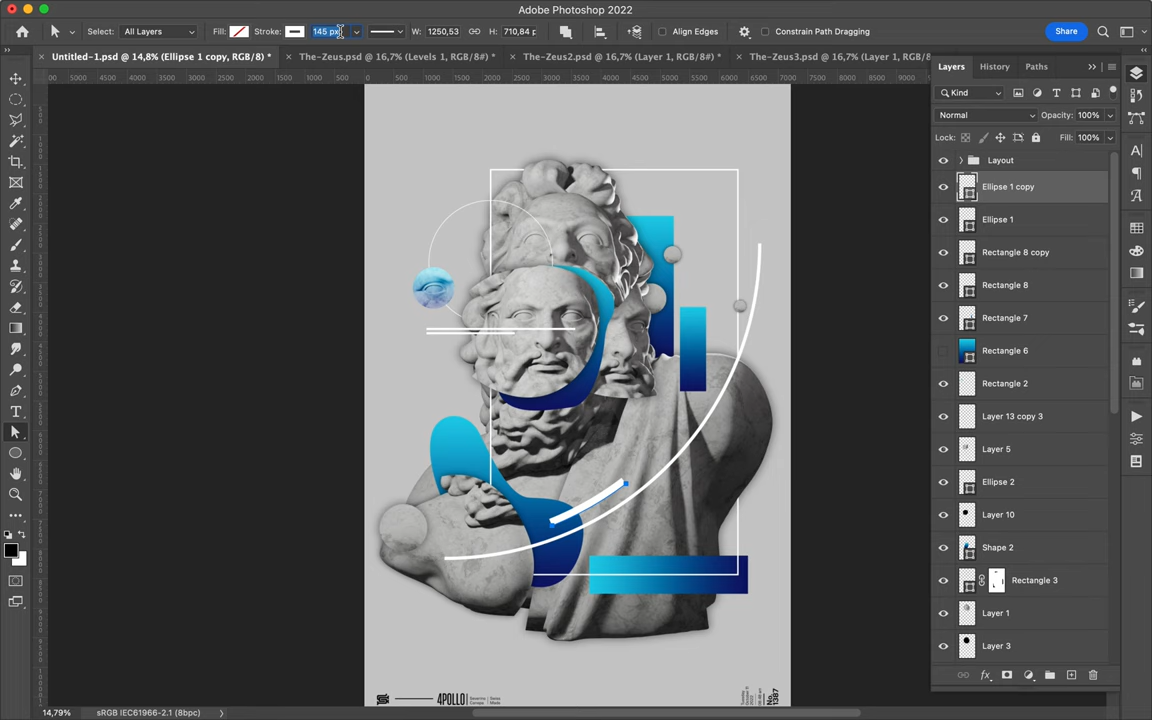 Adobe Photoshop 2022
Select: All Layers Fill: Stroke: 145 px W: 1250,53 H: 710,84 p Align Edges Constrain Path Dragging Share
Untitled-1.psd @ 14,8% (Ellipse 1 copy, RGB/8) * The-Zeus.psd @ 16,7% (Levels 1, RGB/8#) * The-Zeus2.psd @ 16,7% (Layer 1, RGB/8#) * The-Zeus3.psd @ 16,7% (Layer 1, RGB/8
Layers History Paths
Kind
Normal Opacity: 100%
Lock: Fill: 100%
Layout
Ellipse 1 copy
Ellipse 1
Rectangle 8 copy
Rectangle 8
Rectangle 7
Rectangle 6
Rectangle 2
Layer 13 copy 3
Layer 5
Ellipse 2
Layer 10
Shape 2
Rectangle 3
Layer 1
Layer 3
4POLLO
No. 1387
14,79% sRGB IEC61966-2.1 (8bpc)